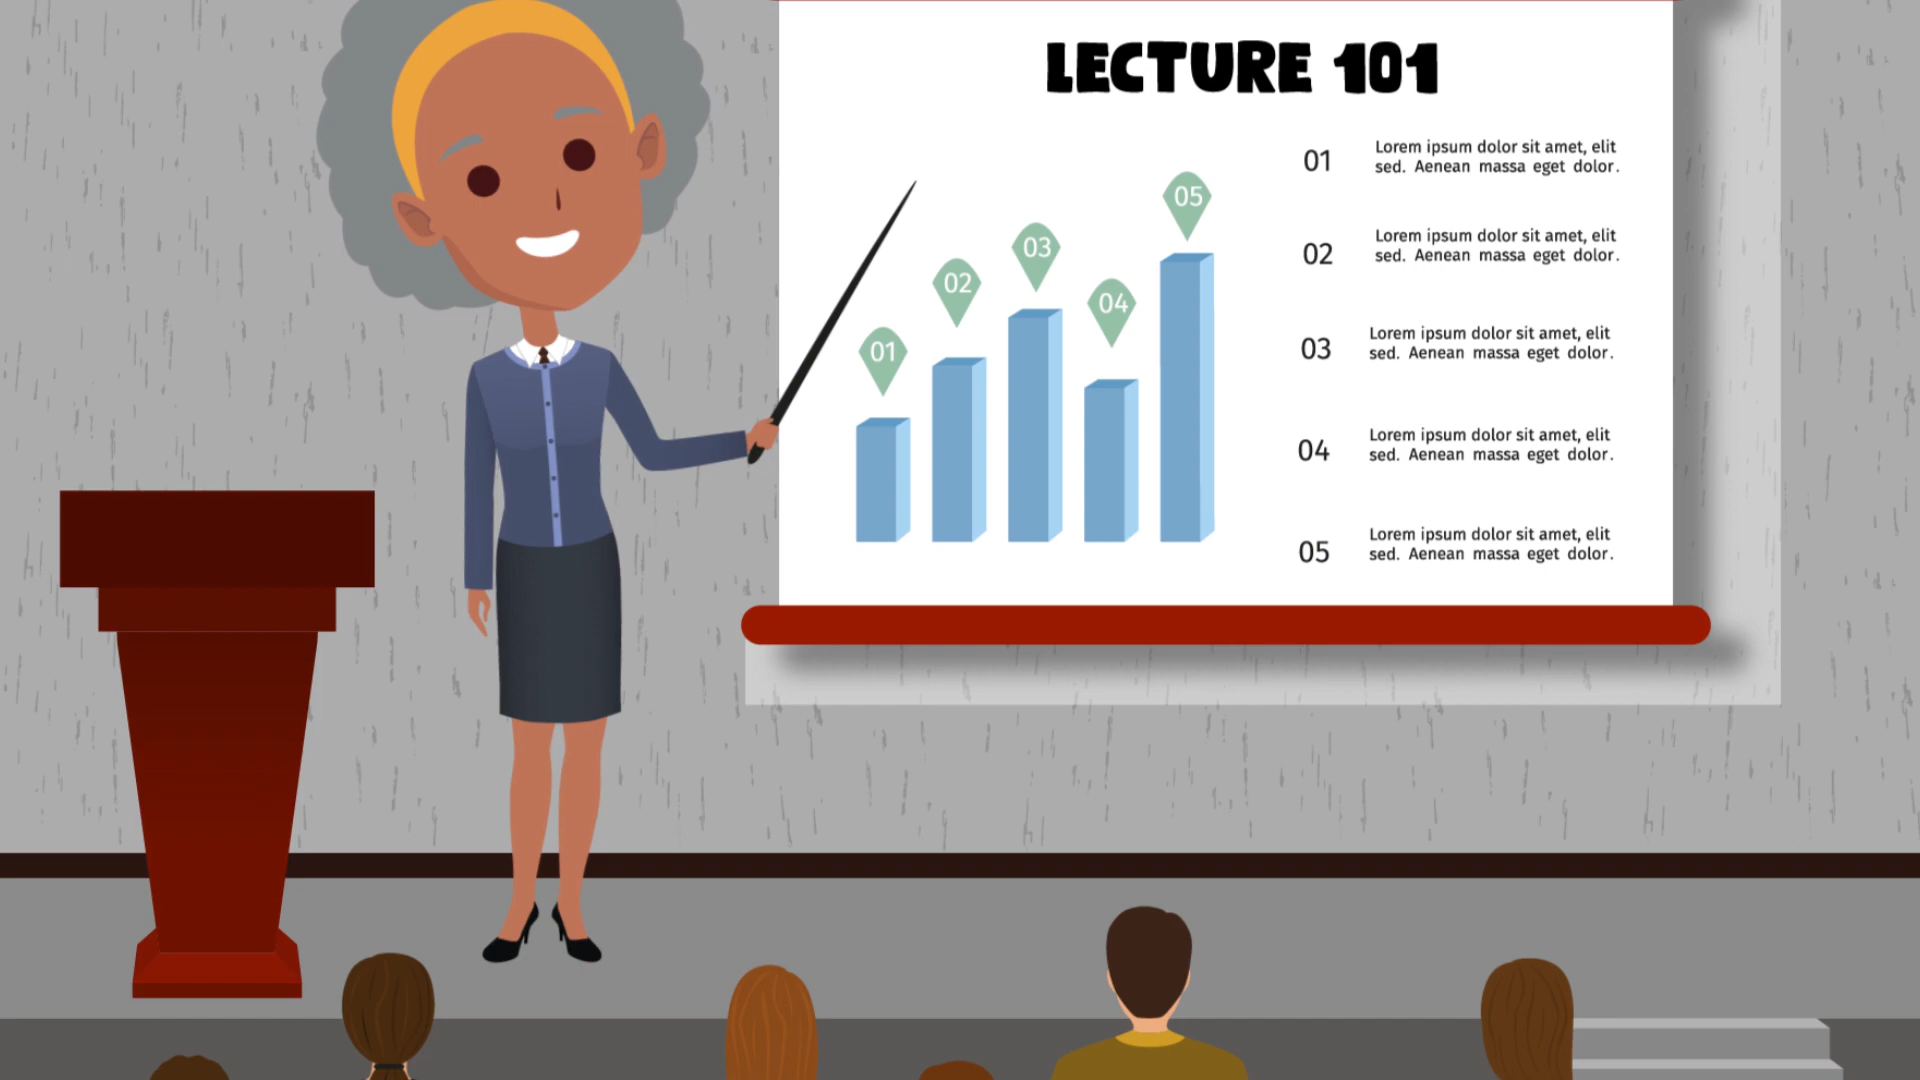 LECTURE 101
01
02
03
04
05
01 Lorem ipsum dolor sit amet, elit
sed. Aenean massa eget dolor.
02 Lorem ipsum dolor sit amet, elit
sed. Aenean massa eget dolor.
03 Lorem ipsum dolor sit amet, elit
sed. Aenean massa eget dolor.
04 Lorem ipsum dolor sit amet, elit
sed. Aenean massa eget dolor.
05 Lorem ipsum dolor sit amet, elit
sed. Aenean massa eget dolor.